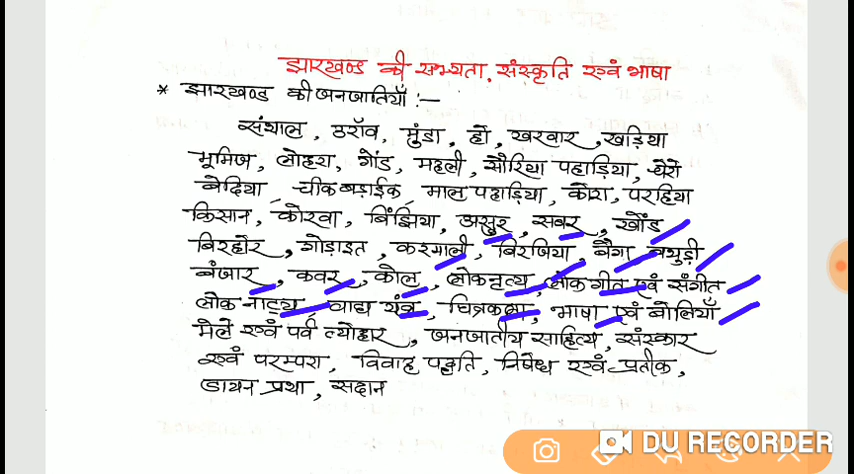 झारखण्ड की सभ्यता, संस्कृति एवं भाषा
* झारखण्ड की जनजातियाँ :-
संथाल, उराँव, मुंडा, हो, खरवार, खड़िया
भूमिज, लोहरा, गोंड, महली, सौरिया पहाड़िया, चेरो
बेदिया, चीक बड़ाईक, माल पहाड़िया, कोरा, परहिया
किसान, कोरवा, बिंझिया, असुर, सबर, खोंड
बिरहोर, गोड़ाइत, करमाली, बिरजिया, बैगा, बथुड़ी
बंजार, कवर, कोल, लोकनृत्य, लोक गीत एवं संगीत
लोक नाट्य, वाद्य यंत्र, चित्रकला, भाषा एवं बोलियाँ
मेले एवं पर्व त्योहार, जनजातीय साहित्य, संस्कार
एवं परम्परा, विवाह पद्धति, निषेध एवं प्रतीक,
डायन प्रथा, सदान
DU RECORDER